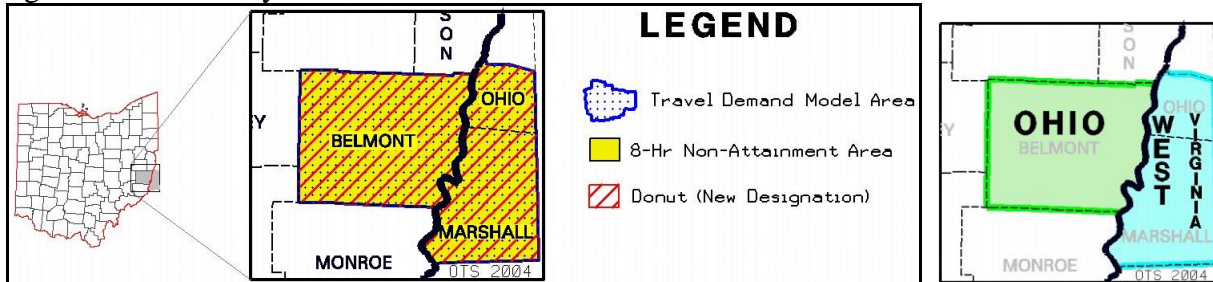 S
O
N
OHIO
BELMONT
MARSHALL
MONROE
OTS 2004
LEGEND
Travel Demand Model Area
8-Hr Non-Attainment Area
Donut (New Designation)
S
O
N
Y
OHIO
BELMONT
WEST
VIRGINIA
OHIO
MARSHALL
MONROE
OTS 2004